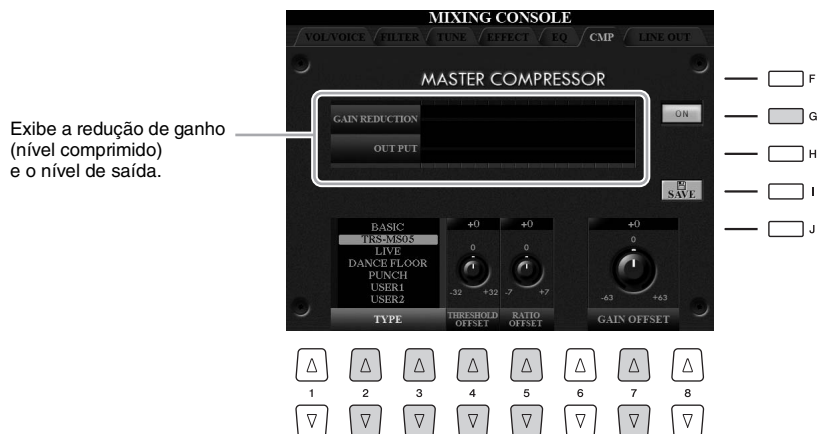 MIXING CONSOLE
VOL/VOICE FILTER TUNE EFFECT EQ CMP LINE OUT
MASTER COMPRESSOR
Exibe a redução de ganho
(nível comprimido)
e o nível de saída.
GAIN REDUCTION
OUT PUT
ON
SAVE
F
G
H
I
J
BASIC
TRS-MS05
LIVE
DANCE FLOOR
PUNCH
USER1
USER2
TYPE
+0
0
-32 +32
THRESHOLD
OFFSET
+0
0
-7 +7
RATIO
OFFSET
+0
0
-63 +63
GAIN OFFSET
1 2 3 4 5 6 7 8